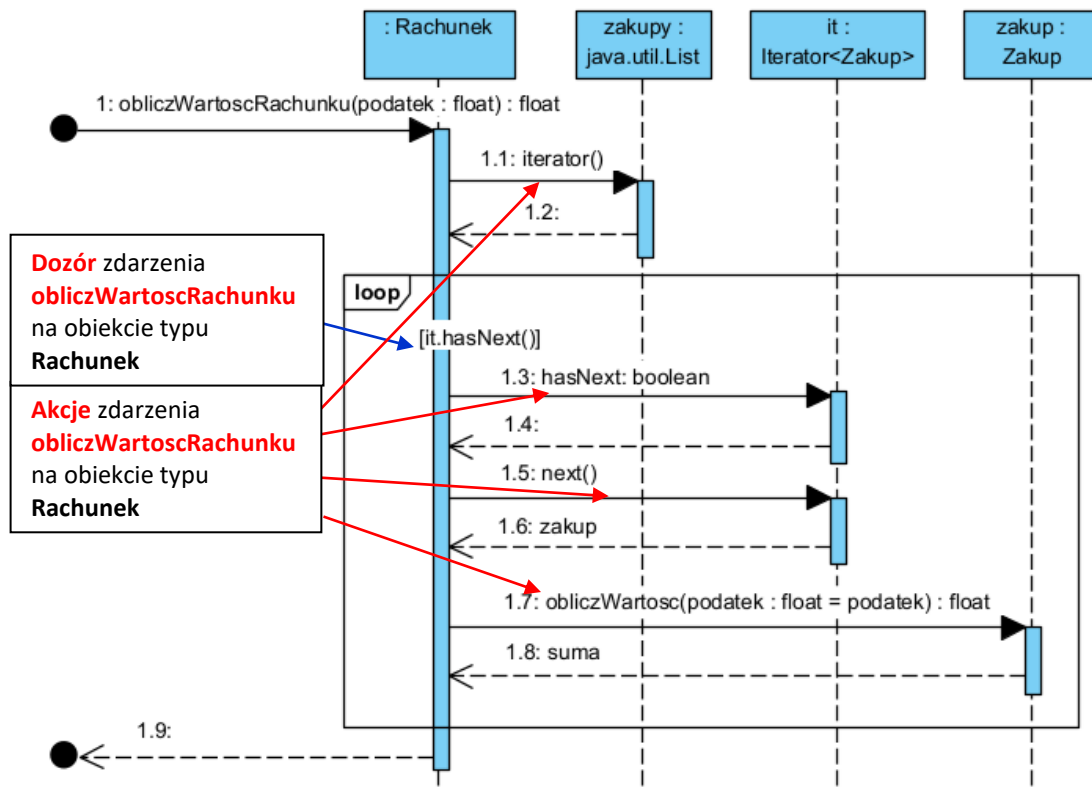 : Rachunek
zakupy :
java.util.List
it :
Iterator<Zakup>
zakup :
Zakup
1: obliczWartoscRachunku(podatek : float) : float
1.1: iterator()
1.2:
Dozór zdarzenia
obliczWartoscRachunku
na obiekcie typu
Rachunek
loop
[it.hasNext()]
1.3: hasNext: boolean
Akcje zdarzenia
obliczWartoscRachunku
na obiekcie typu
Rachunek
1.4:
1.5: next()
1.6: zakup
1.7: obliczWartosc(podatek : float = podatek) : float
1.8: suma
1.9: